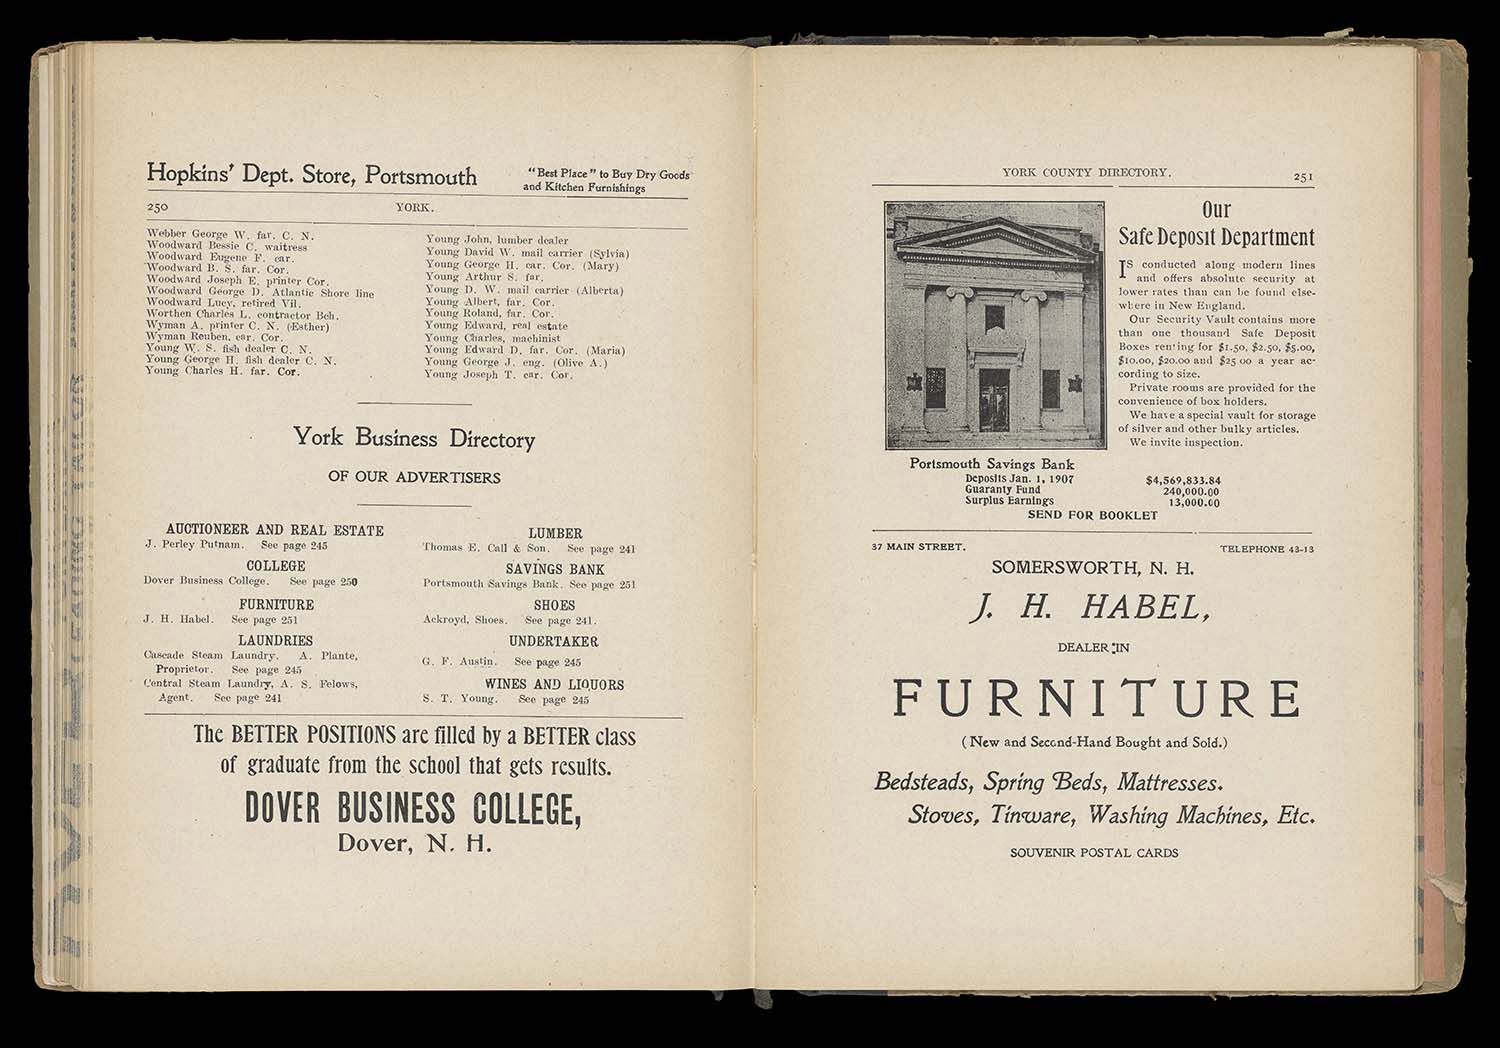 Hopkins' Dept. Store, Portsmouth
"Best Place" to Buy Dry Goods
and Kitchen Furnishings
250 YORK.
Webber George W. far. C. N.
Woodward Bessie C. waitress
Woodward Eugene F. car.
Woodward B. S. far. Cor.
Woodward Joseph E. printer Cor.
Woodward George D. Atlantic Shore line
Woodward Lucy, retired Vil.
Worthen Charles L. contractor Beh.
Wyman A. printer C. N. (Esther)
Wyman Reuben, car. Cor.
Young W. S. fish dealer C. N.
Young George H. fish dealer C. N.
Young Charles H. far. Cor.
Young John, lumber dealer
Young David W. mail carrier (Sylvia)
Young George H. car. Cor. (Mary)
Young Arthur S. far.
Young D. W. mail carrier (Alberta)
Young Albert, far. Cor.
Young Roland, far. Cor.
Young Edward, real estate
Young Charles, machinist
Young Edward D. far. Cor. (Maria)
Young George J. eng. (Olive A.)
Young Joseph T. car. Cor.
York Business Directory
OF OUR ADVERTISERS
AUCTIONEER AND REAL ESTATE
J. Perley Putnam. See page 245
COLLEGE
Dover Business College. See page 250
FURNITURE
J. H. Habel. See page 251
LAUNDRIES
Cascade Steam Laundry. A. Plante,
Proprietor. See page 245
Central Steam Laundry, A. S. Felows,
Agent. See page 241
LUMBER
Thomas E. Call & Son. See page 241
SAVINGS BANK
Portsmouth Savings Bank. See page 251
SHOES
Ackroyd, Shoes. See page 241.
UNDERTAKER
G. F. Austin. See page 245
WINES AND LIQUORS
S. T. Young. See page 245
The BETTER POSITIONS are filled by a BETTER class
of graduate from the school that gets results.
DOVER BUSINESS COLLEGE,
Dover, N. H.
YORK COUNTY DIRECTORY. 251
Our
Safe Deposit Department
IS conducted along modern lines
and offers absolute security at
lower rates than can be found else-
where in New England.
Our Security Vault contains more
than one thousand Safe Deposit
Boxes renting for $1.50, $2.50, $5.00,
$10.00, $20.00 and $25 00 a year ac-
cording to size.
Private rooms are provided for the
convenience of box holders.
We have a special vault for storage
of silver and other bulky articles.
We invite inspection.
Portsmouth Savings Bank
Deposits Jan. 1, 1907 $4,569,833.84
Guaranty Fund 240,000.00
Surplus Earnings 13,000.00
SEND FOR BOOKLET
37 MAIN STREET. TELEPHONE 43-13
SOMERSWORTH, N. H.
J. H. HABEL,
DEALER IN
FURNITURE
(New and Second-Hand Bought and Sold.)
Bedsteads, Spring Beds, Mattresses.
Stoves, Tinware, Washing Machines, Etc.
SOUVENIR POSTAL CARDS